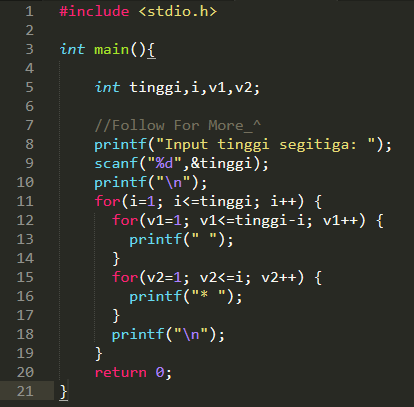 1 #include <stdio.h>
2
3 int main(){
4
5 int tinggi,i,v1,v2;
6
7 //Follow For More_^
8 printf("Input tinggi segitiga: ");
9 scanf("%d",&tinggi);
10 printf("\n");
11 for(i=1; i<=tinggi; i++) {
12 for(v1=1; v1<=tinggi-i; v1++) {
13 printf(" ");
14 }
15 for(v2=1; v2<=i; v2++) {
16 printf("* ");
17 }
18 printf("\n");
19 }
20 return 0;
21 }